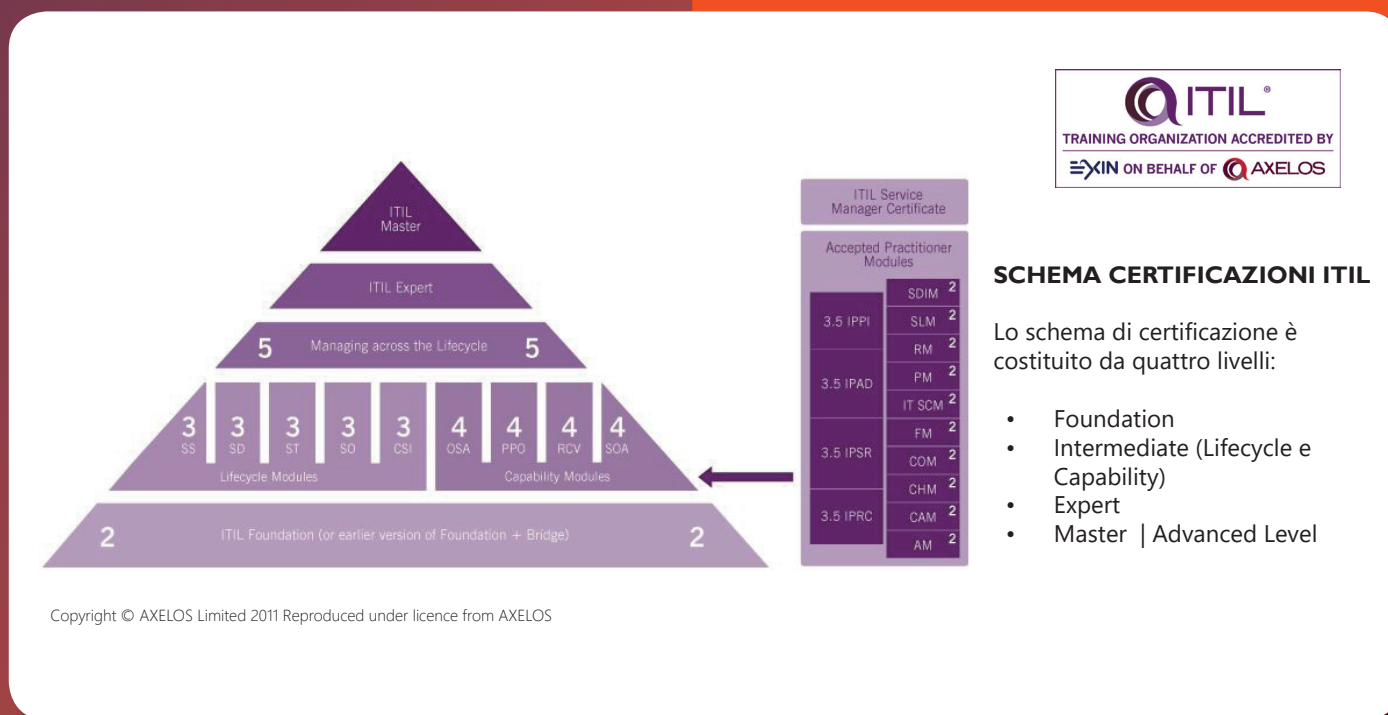 ITIL®
TRAINING ORGANIZATION ACCREDITED BY
EXIN ON BEHALF OF AXELOS
ITIL
Master
ITIL Expert
5 Managing across the Lifecycle 5
3 3 3 3 3 4 4 4 4
SS SD ST SO CSI OSA PPO RCV SOA
Lifecycle Modules Capability Modules
2 ITIL Foundation (or earlier version of Foundation + Bridge) 2
ITIL Service
Manager Certificate
Accepted Practitioner
Modules
3.5 IPPI
3.5 IPAD
3.5 IPSR
3.5 IPRC
SDIM 2
SLM 2
RM 2
PM 2
IT SCM 2
FM 2
COM 2
CHM 2
CAM 2
AM 2
SCHEMA CERTIFICAZIONI ITIL
Lo schema di certificazione è
costituito da quattro livelli:
• Foundation
• Intermediate (Lifecycle e
Capability)
• Expert
• Master | Advanced Level
Copyright © AXELOS Limited 2011 Reproduced under licence from AXELOS